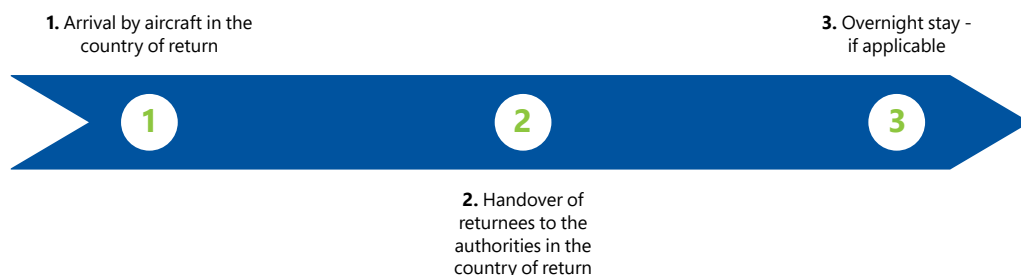 1. Arrival by aircraft in the
country of return
3. Overnight stay -
if applicable
1
2
3
2. Handover of
returnees to the
authorities in the
country of return